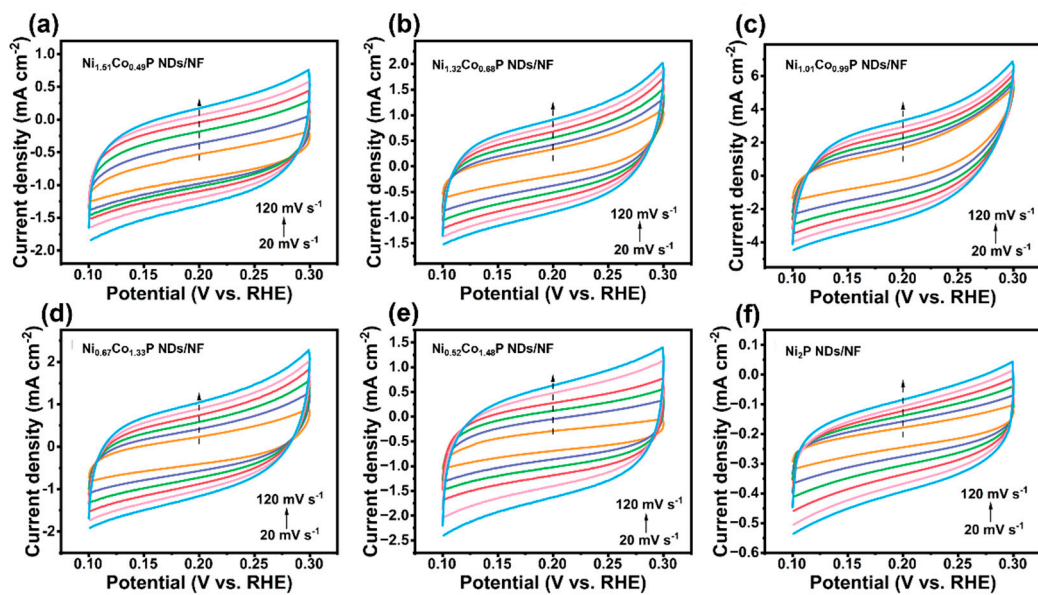 (a)
Ni1.51Co0.49P NDs/NF
Current density (mA cm-2)
1.0
0.5
0.0
-0.5
-1.0
-1.5
-2.0
120 mV s-1
20 mV s-1
0.10 0.15 0.20 0.25 0.30
Potential (V vs. RHE)
(b)
Ni1.32Co0.68P NDs/NF
Current density (mA cm-2)
2.0
1.5
1.0
0.5
0.0
-0.5
-1.0
-1.5
120 mV s-1
20 mV s-1
0.10 0.15 0.20 0.25 0.30
Potential (V vs. RHE)
(c)
Ni1.01Co0.99P NDs/NF
Current density (mA cm-2)
8
6
4
2
0
-2
-4
120 mV s-1
20 mV s-1
0.10 0.15 0.20 0.25 0.30
Potential (V vs. RHE)
(d)
Ni0.67Co1.33P NDs/NF
Current density (mA cm-2)
2
1
0
-1
-2
120 mV s-1
20 mV s-1
0.10 0.15 0.20 0.25 0.30
Potential (V vs. RHE)
(e)
Ni0.52Co1.48P NDs/NF
Current density (mA cm-2)
1.5
1.0
0.5
0.0
-0.5
-1.0
-1.5
-2.0
-2.5
120 mV s-1
20 mV s-1
0.10 0.15 0.20 0.25 0.30
Potential (V vs. RHE)
(f)
Ni2P NDs/NF
Current density (mA cm-2)
0.1
0.0
-0.1
-0.2
-0.3
-0.4
-0.5
-0.6
120 mV s-1
20 mV s-1
0.10 0.15 0.20 0.25 0.30
Potential (V vs. RHE)